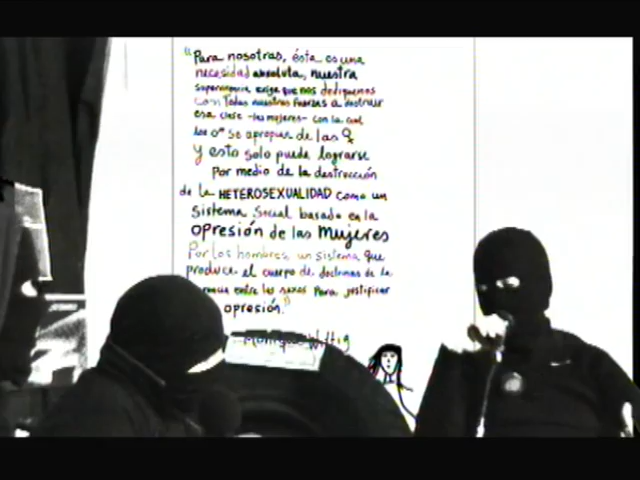 "Para nosotras, ésta es una
necesidad absoluta, nuestra
supervivencia exige que nos dediquemos
con todas nuestras fuerzas a destruir
esa clase -las mujeres- con la cual
los ♂ se apropian de las ♀
y esto solo puede lograrse
por medio de la destrucción
de la HETEROSEXUALIDAD como un
sistema social basado en la
opresión de las mujeres
Por los hombres, un sistema que
produce el cuerpo de doctrinas de la
entre los sexos para justificar
opresión."
Monique Wittig